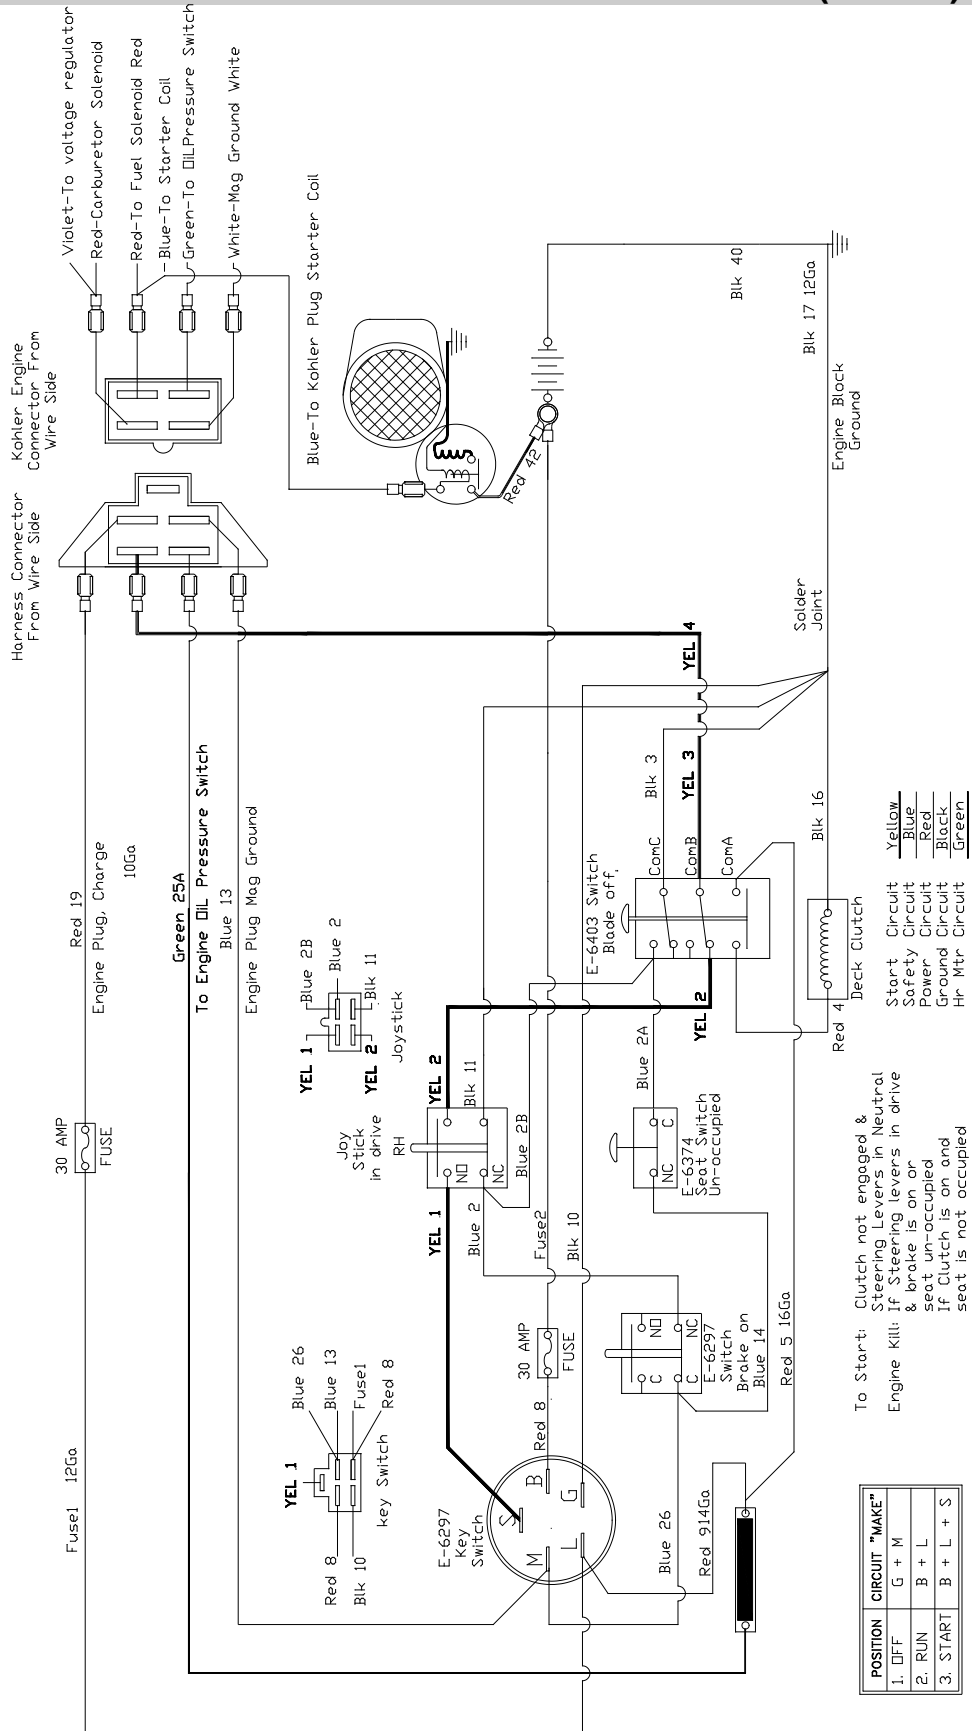 Kohler Engine
Connector From
Wire Side
Violet-To voltage regulator
Red-Carburetor Solenoid
Red-To Fuel Solenoid Red
Blue-To Starter Coil
Green-To OiLPressure Switch
White-Mag Ground White
Harness Connector
From Wire Side
Blue-To Kohler Plug Starter Coil
Red 42
Blk 40
Blk 17 12Ga
Engine Block
Ground
Solder
Joint
Fuse1 12Ga
30 AMP
FUSE
Red 19
Engine Plug, Charge
10Ga
Green 25A
To Engine OiL Pressure Switch
Blue 13
Engine Plug Mag Ground
YEL 4
YEL 3
Blk 3
ComC
ComB
ComA
E-6403 Switch
Blade off.
Blk 16
Deck Clutch
Red 4
YEL 1
Blue 2B
Blue 2
YEL 2
Blk 11
Joystick
Joy
Stick
in drive
RH
NO
NC
YEL 2
Blk 11
YEL 1
Blue 2
Blue 2B
YEL 2
Blue 2A
NC
C
E-6374
Seat Switch
Un-occupied
Fuse2
Blk 10
30 AMP
FUSE
Red 8
C
NO
C
NC
E-6297
Switch
Brake on
Blue 14
Red 5 16Ga
YEL 1
Blue 26
Blue 13
Fuse1
Red 8
Red 8
Blk 10
key Switch
E-6297
Key
Switch
S
B
M
L
G
Blue 26
Red 914Ga
POSITION CIRCUIT "MAKE"
1. OFF G + M
2. RUN B + L
3. START B + L + S
To Start: Clutch not engaged &
Steering Levers in Neutral
Engine Kill: If Steering levers in drive
& brake is on or
seat un-occupied
If Clutch is on and
seat is not occupied
Start Circuit Yellow
Safety Circuit Blue
Power Circuit Red
Ground Circuit Black
Hr Mtr Circuit Green